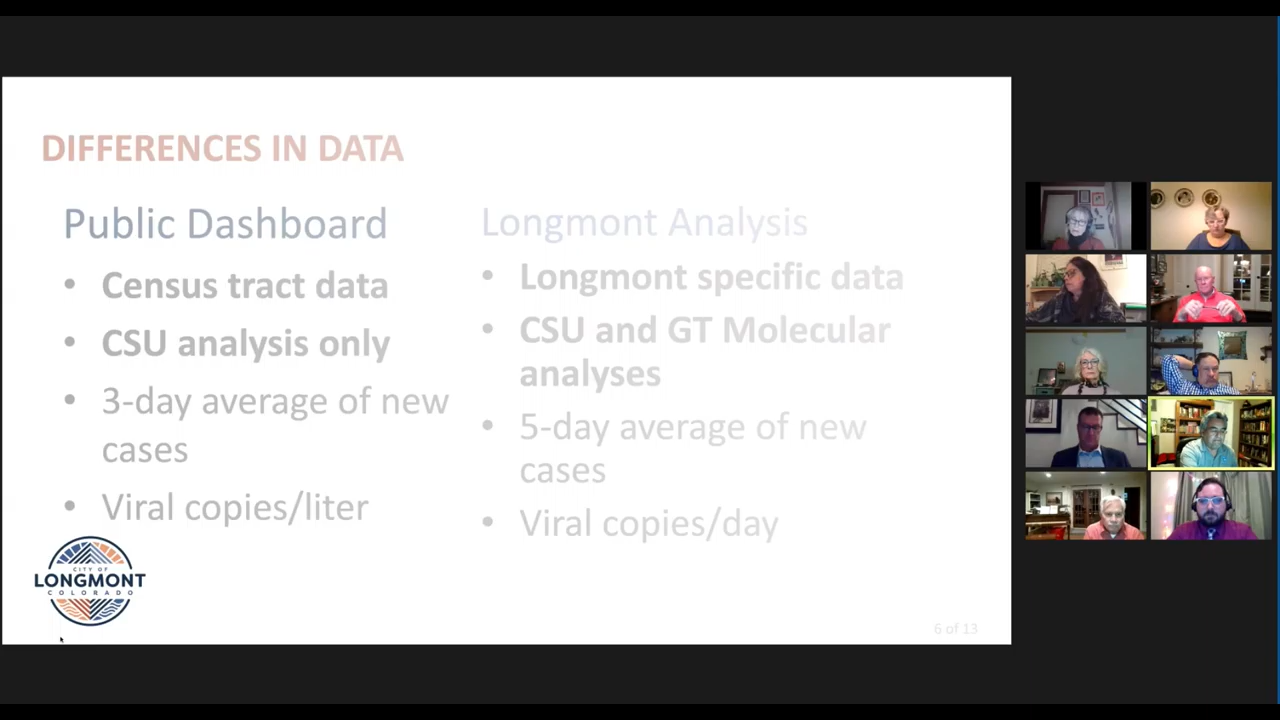 DIFFERENCES IN DATA
Public Dashboard
• Census tract data
• CSU analysis only
• 3-day average of new
cases
• Viral copies/liter
Longmont Analysis
• Longmont specific data
• CSU and GT Molecular
analyses
• 5-day average of new
cases
• Viral copies/day
CITY OF
LONGMONT
COLORADO
6 of 13